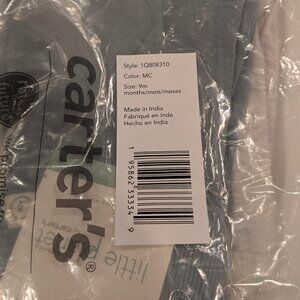 Style: 1Q808310
Color: MC
Size: 9m
months/mois/meses
Made in India
Fabriqué en Inde
Hecho en India
1 95862 33334 9
carter's®
little
carter's